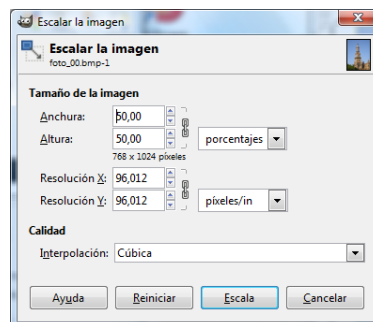 Escalar la imagen
Escalar la imagen
foto_00.bmp-1
Tamaño de la imagen
Anchura: 50,00
Altura: 50,00 porcentajes
768 x 1024 píxeles
Resolución X: 96,012
Resolución Y: 96,012 píxeles/in
Calidad
Interpolación: Cúbica
Ayuda Reiniciar Escala Cancelar